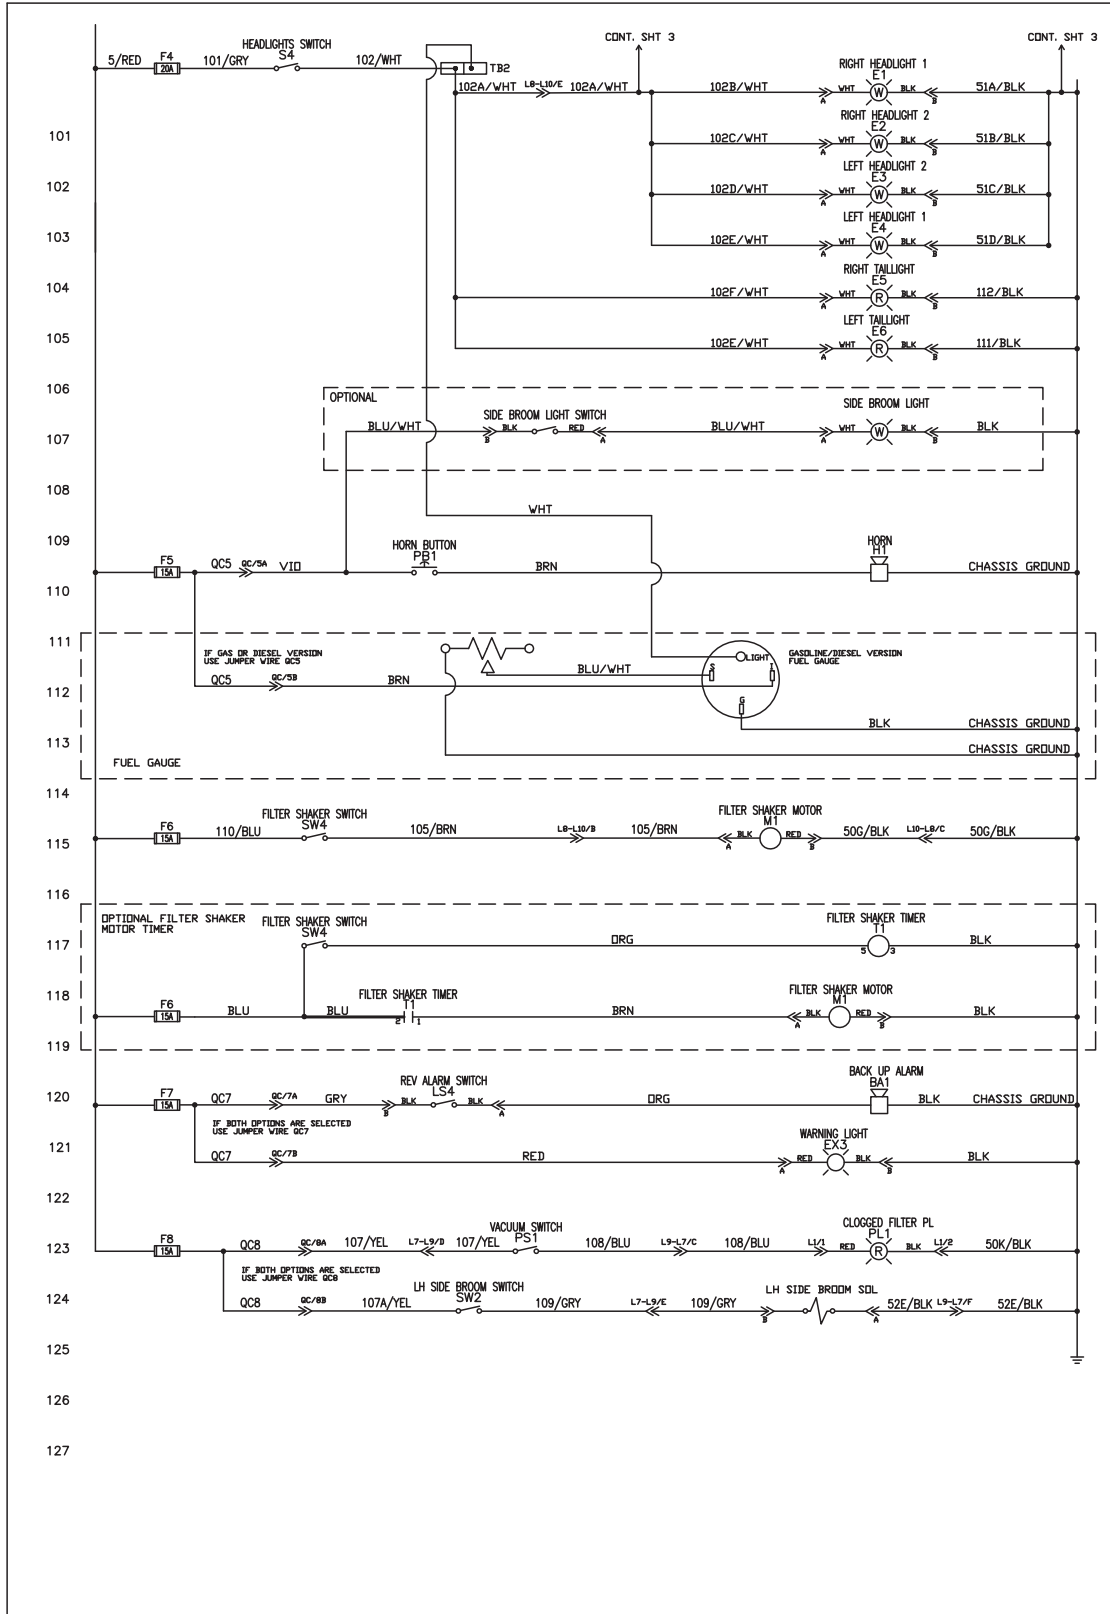 CONT. SHT 3
CONT. SHT 3
HEADLIGHTS SWITCH
S4
5/RED
F4
20A
101/GRY
102/WHT
TB2
RIGHT HEADLIGHT 1
E1
102A/WHT
L8-L10/E
102A/WHT
102B/WHT
A
WHT
W
BLK
B
51A/BLK
RIGHT HEADLIGHT 2
E2
101
102C/WHT
A
WHT
W
BLK
B
51B/BLK
LEFT HEADLIGHT 2
E3
102
102D/WHT
A
WHT
W
BLK
B
51C/BLK
LEFT HEADLIGHT 1
E4
103
102E/WHT
A
WHT
W
BLK
B
51D/BLK
RIGHT TAILLIGHT
E5
104
102F/WHT
A
WHT
R
BLK
B
112/BLK
LEFT TAILLIGHT
E6
105
102E/WHT
A
WHT
R
BLK
B
111/BLK
106
OPTIONAL
SIDE BROOM LIGHT SWITCH
SIDE BROOM LIGHT
107
BLU/WHT
B
BLK
RED
A
BLU/WHT
A
WHT
W
BLK
B
BLK
108
WHT
109
HORN BUTTON
PB1
HORN
H1
F5
15A
QC5
QC/5A
VIO
BRN
CHASSIS GROUND
110
111
IF GAS OR DIESEL VERSION
USE JUMPER WIRE QC5
LIGHT
GASOLINE/DIESEL VERSION
FUEL GAUGE
BLU/WHT
S
I
112
QC5
QC/5B
BRN
G
BLK
CHASSIS GROUND
113
CHASSIS GROUND
FUEL GAUGE
114
FILTER SHAKER SWITCH
SW4
FILTER SHAKER MOTOR
M1
115
F6
15A
110/BLU
105/BRN
L8-L10/B
105/BRN
A
BLK
RED
B
50G/BLK
L10-L8/C
50G/BLK
116
OPTIONAL FILTER SHAKER
MOTOR TIMER
FILTER SHAKER SWITCH
SW4
FILTER SHAKER TIMER
T1
117
ORG
5
3
BLK
118
FILTER SHAKER TIMER
T1
FILTER SHAKER MOTOR
M1
F6
15A
BLU
BLU
2
1
BRN
A
BLK
RED
B
BLK
119
REV ALARM SWITCH
LS4
BACK UP ALARM
BA1
120
F7
15A
QC7
QC/7A
GRY
B
BLK
BLK
A
ORG
BLK
CHASSIS GROUND
IF BOTH OPTIONS ARE SELECTED
USE JUMPER WIRE QC7
WARNING LIGHT
EX3
121
QC7
QC/7B
RED
A
RED
BLK
B
BLK
122
VACUUM SWITCH
PS1
CLOGGED FILTER PL
PL1
123
F8
15A
QC8
QC/8A
107/YEL
L7-L9/D
107/YEL
108/BLU
L9-L7/C
108/BLU
L1/1
RED
R
BLK
L1/2
50K/BLK
IF BOTH OPTIONS ARE SELECTED
USE JUMPER WIRE QC8
LH SIDE BROOM SWITCH
SW2
LH SIDE BROOM SOL
124
QC8
QC/8B
107A/YEL
109/GRY
L7-L9/E
109/GRY
B
A
52E/BLK
L9-L7/F
52E/BLK
125
126
127